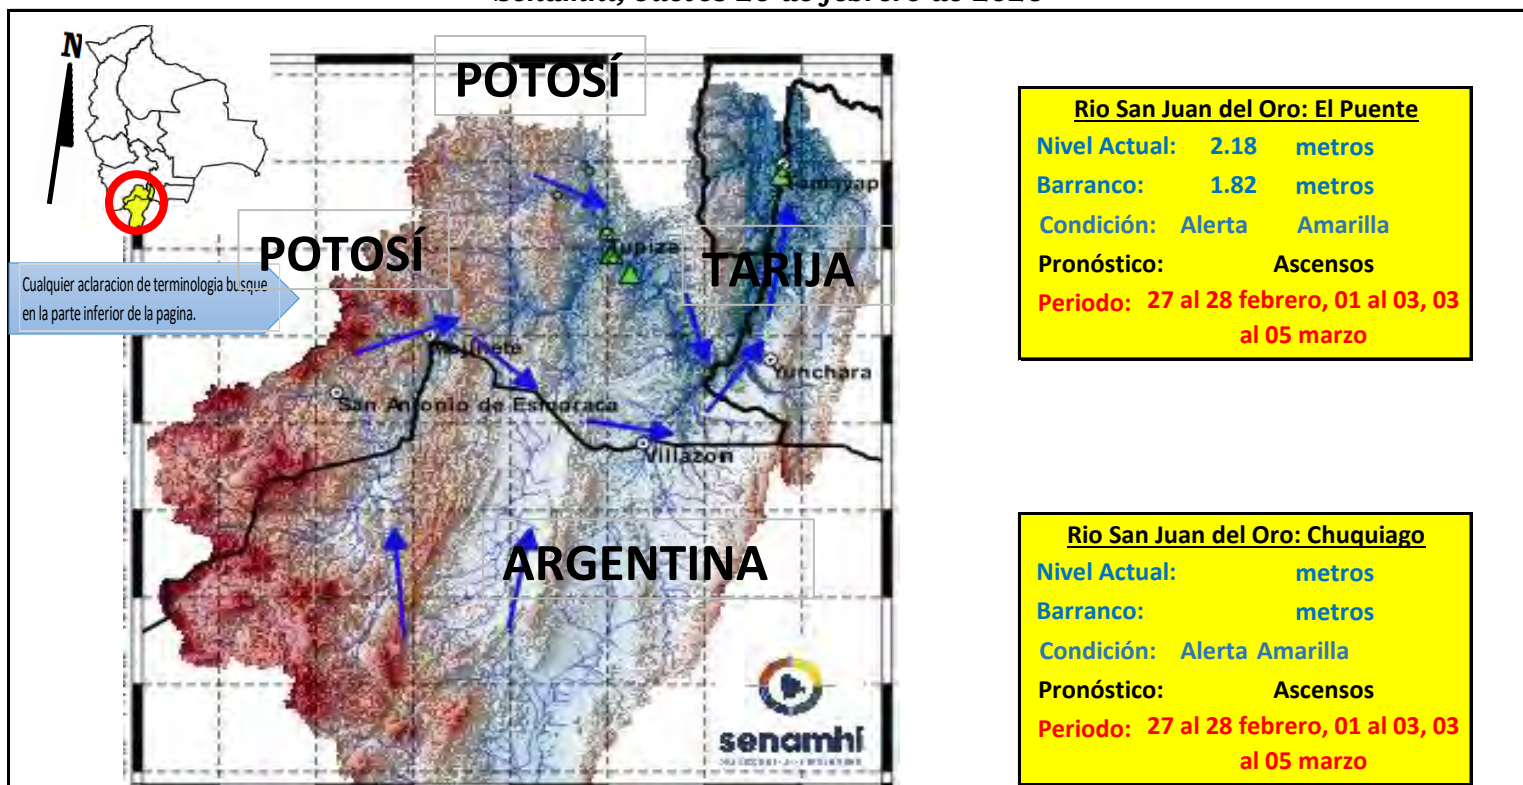 N
POTOSÍ
POTOSÍ
TARIJA
ARGENTINA
Cualquier aclaracion de terminologia busque
en la parte inferior de la pagina.
Tupiza
San Antonio de Esmoraca
Yunchara
Villazon
senamhi
Rio San Juan del Oro: El Puente
Nivel Actual: 2.18 metros
Barranco: 1.82 metros
Condición: Alerta Amarilla
Pronóstico: Ascensos
Periodo: 27 al 28 febrero, 01 al 03, 03
al 05 marzo
Rio San Juan del Oro: Chuquiago
Nivel Actual: metros
Barranco: metros
Condición: Alerta Amarilla
Pronóstico: Ascensos
Periodo: 27 al 28 febrero, 01 al 03, 03
al 05 marzo